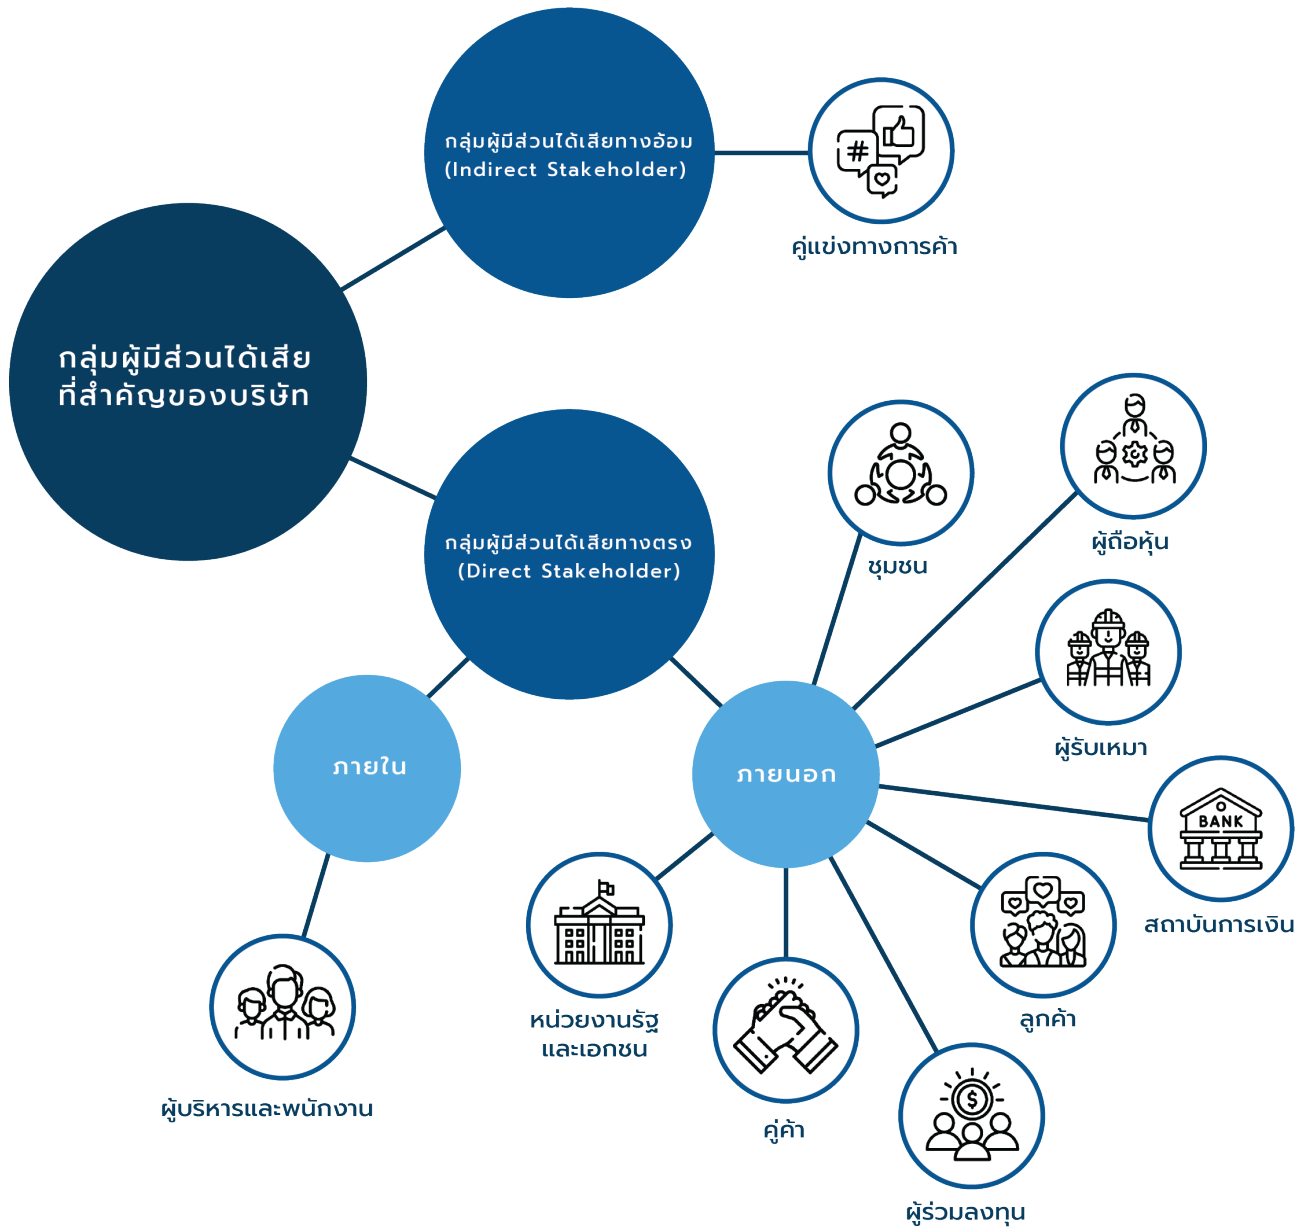 กลุ่มผู้มีส่วนได้เสียทางอ้อม
(Indirect Stakeholder)
#
คู่แข่งทางการค้า
กลุ่มผู้มีส่วนได้เสีย
ที่สำคัญของบริษัท
กลุ่มผู้มีส่วนได้เสียทางตรง
(Direct Stakeholder)
ชุมชน
ผู้ถือหุ้น
ผู้รับเหมา
ภายใน
ภายนอก
BANK
สถาบันการเงิน
ลูกค้า
หน่วยงานรัฐ
และเอกชน
ผู้บริหารและพนักงาน
คู่ค้า
$
ผู้ร่วมลงทุน